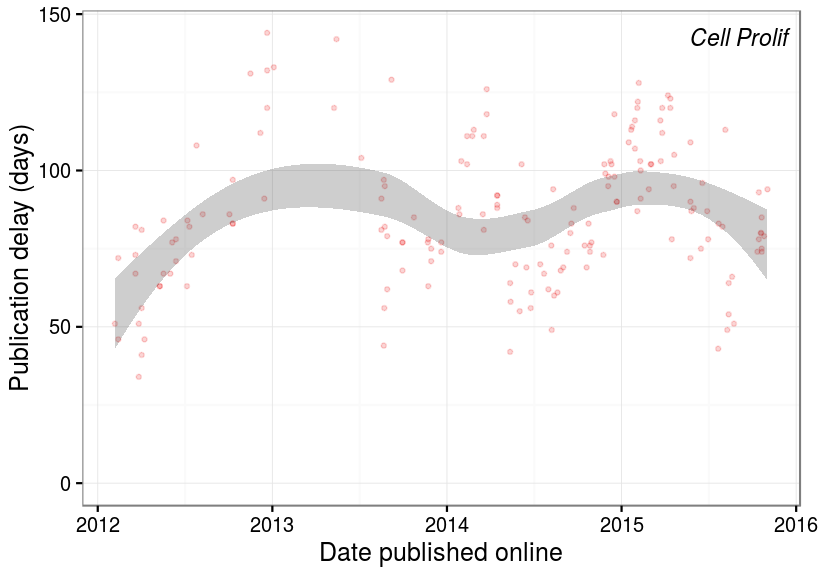 Cell Prolif
Publication delay (days)
150
100
50
0
2012 2013 2014 2015 2016
Date published online